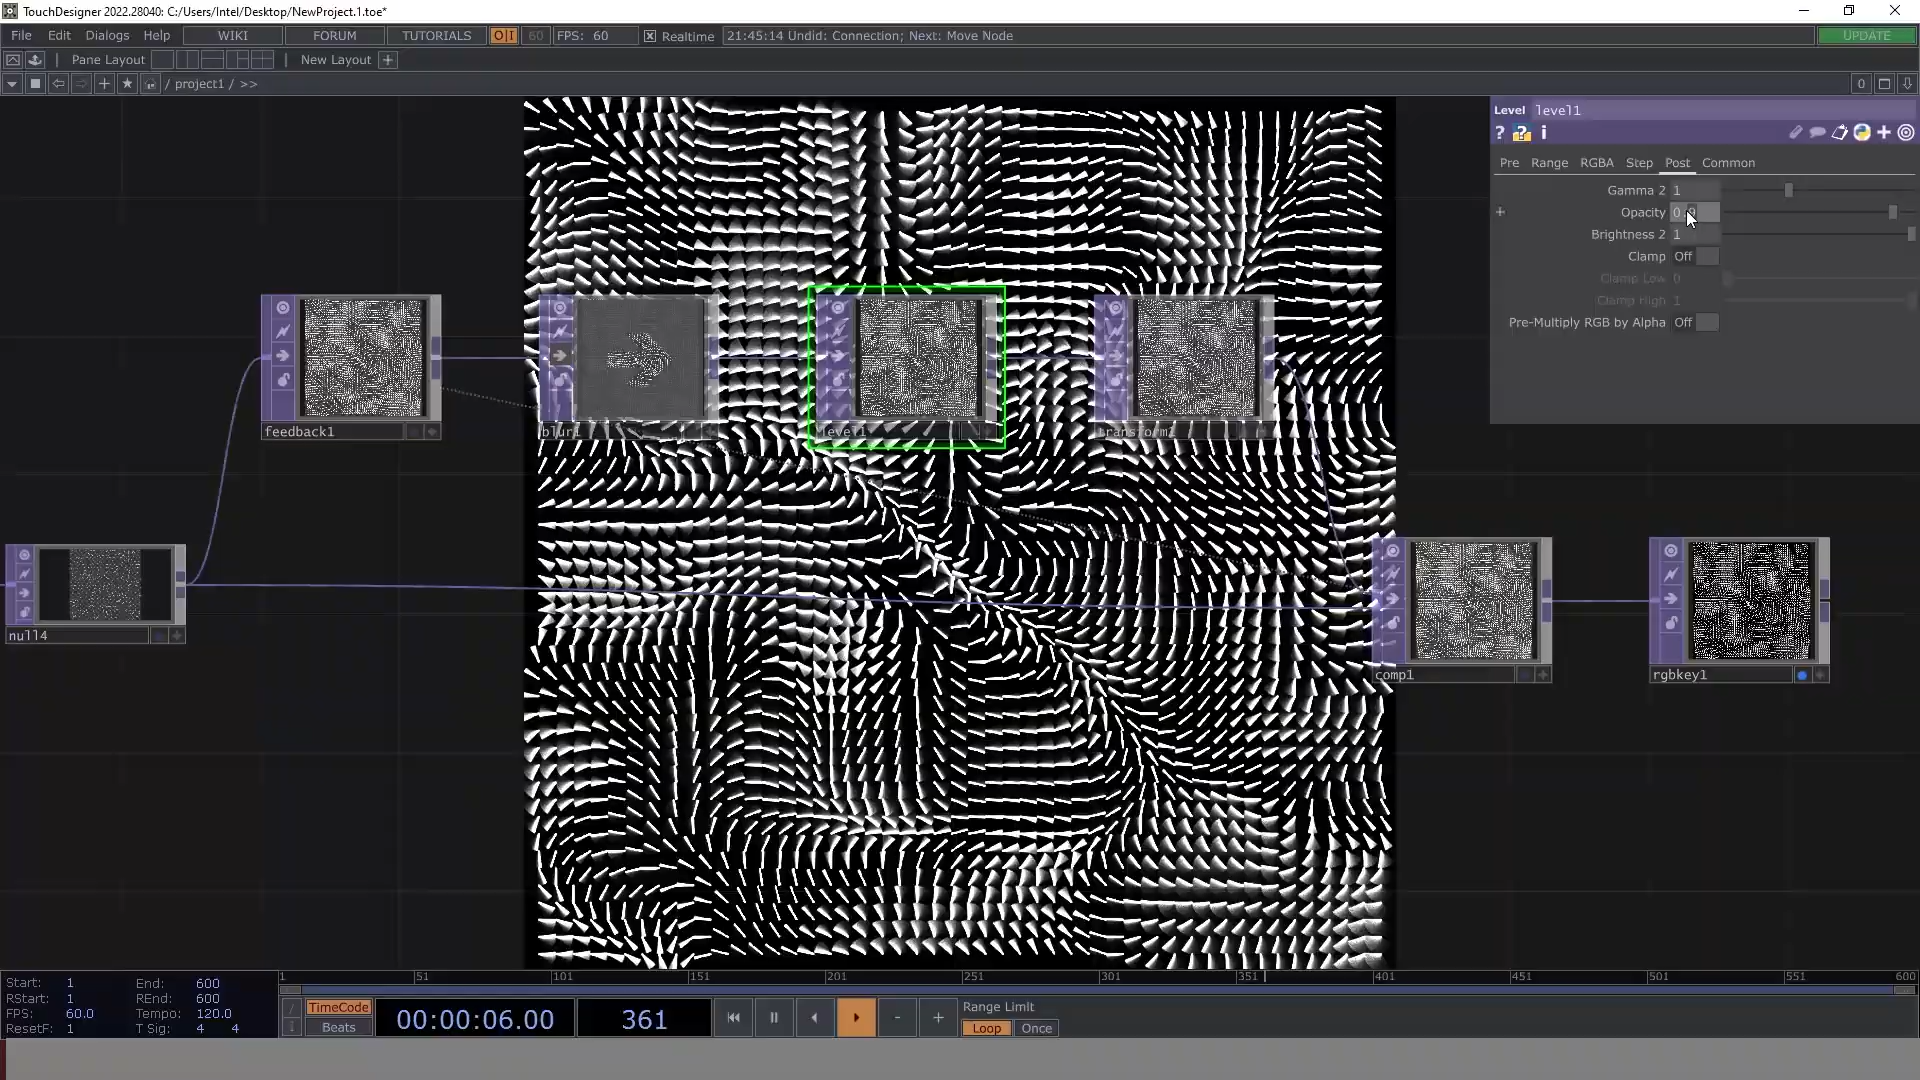 TouchDesigner 2022.28040: C:/Users/Intel/Desktop/NewProject.1.toe*
File Edit Dialogs Help WIKI FORUM TUTORIALS O|I 60 FPS: 60 Realtime 21:45:14 Undid: Connection; Next: Move Node UPDATE
Pane Layout | New Layout +
/ project1 / >> 0
Level level1
? ? i
Pre Range RGBA Step Post Common
Gamma 2 1
+ Opacity
Brightness 2 1
Clamp Off
Clamp Low 0
Clamp High 1
Pre-Multiply RGB by Alpha Off
feedback1
blur1
level1
transform1
null4
comp1
rgbkey1
1 51 101 151 201 251 301 351 401 451 501 551 600
Start: 1 End: 600
RStart: 1 REnd: 600
FPS: 60.0 Tempo: 120.0
ResetF: 1 T Sig: 4 4
TimeCode
Beats
00:00:06.00
361
- +
Range Limit
Loop Once